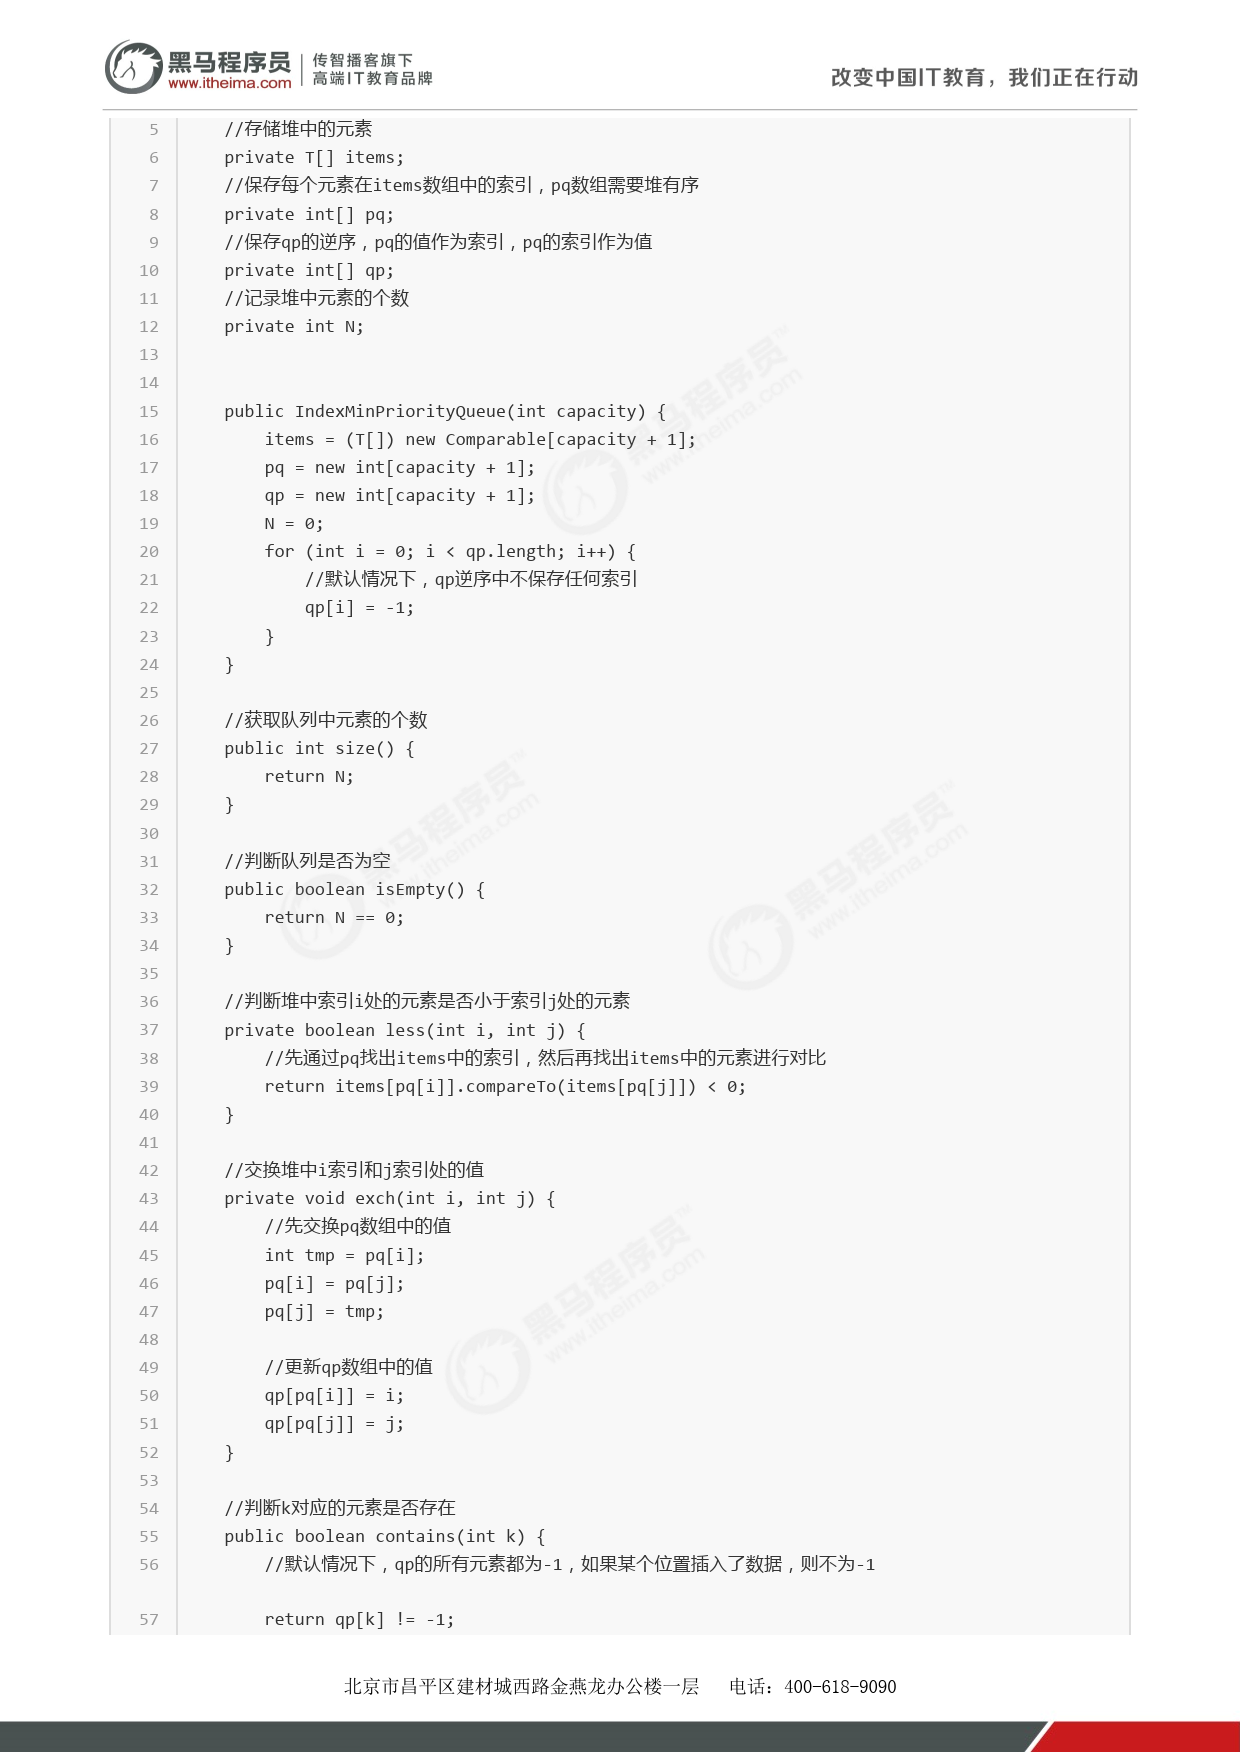 黑马程序员
www.itheima.com
传智播客旗下
高端IT教育品牌
改变中国IT教育，我们正在行动
5 //存储堆中的元素
6 private T[] items;
7 //保存每个元素在items数组中的索引，pq数组需要堆有序
8 private int[] pq;
9 //保存qp的逆序，pq的值作为索引，pq的索引作为值
10 private int[] qp;
11 //记录堆中元素的个数
12 private int N;
13
14
15 public IndexMinPriorityQueue(int capacity) {
16 items = (T[]) new Comparable[capacity + 1];
17 pq = new int[capacity + 1];
18 qp = new int[capacity + 1];
19 N = 0;
20 for (int i = 0; i < qp.length; i++) {
21 //默认情况下，qp逆序中不保存任何索引
22 qp[i] = -1;
23 }
24 }
25
26 //获取队列中元素的个数
27 public int size() {
28 return N;
29 }
30
31 //判断队列是否为空
32 public boolean isEmpty() {
33 return N == 0;
34 }
35
36 //判断堆中索引i处的元素是否小于索引j处的元素
37 private boolean less(int i, int j) {
38 //先通过pq找出items中的索引，然后再找出items中的元素进行对比
39 return items[pq[i]].compareTo(items[pq[j]]) < 0;
40 }
41
42 //交换堆中i索引和j索引处的值
43 private void exch(int i, int j) {
44 //先交换pq数组中的值
45 int tmp = pq[i];
46 pq[i] = pq[j];
47 pq[j] = tmp;
48
49 //更新qp数组中的值
50 qp[pq[i]] = i;
51 qp[pq[j]] = j;
52 }
53
54 //判断k对应的元素是否存在
55 public boolean contains(int k) {
56 //默认情况下，qp的所有元素都为-1，如果某个位置插入了数据，则不为-1
57 return qp[k] != -1;
北京市昌平区建材城西路金燕龙办公楼一层 电话：400-618-9090